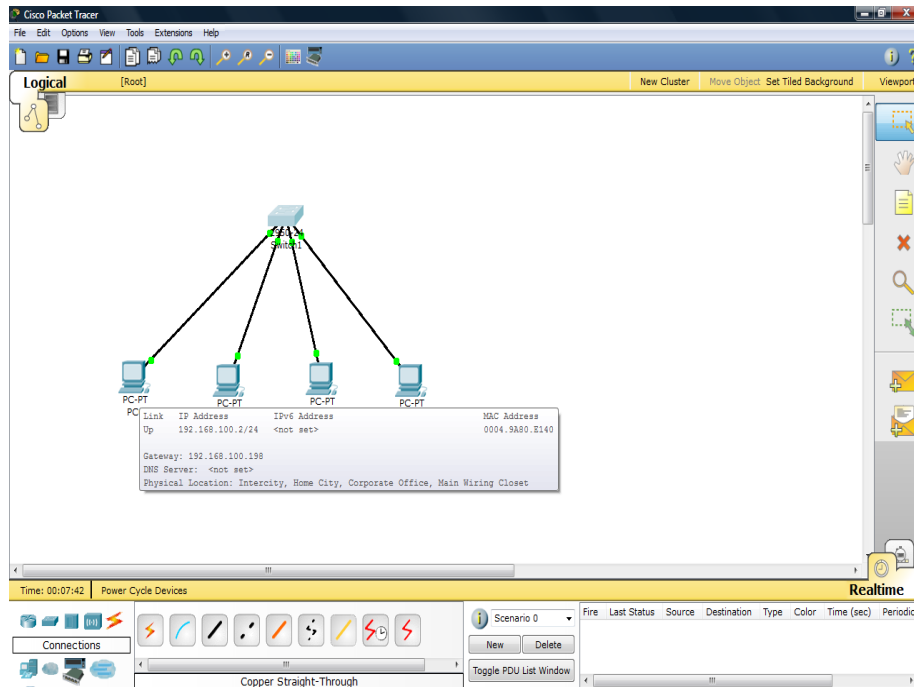 Cisco Packet Tracer
File Edit Options View Tools Extensions Help
Logical [Root] New Cluster Move Object Set Tiled Background Viewport
2950-24
Switch1
PC-PT PC-PT PC-PT PC-PT
PC
Link IP Address IPv6 Address MAC Address
Up 192.168.100.2/24 <not set> 0004.9A80.E140
Gateway: 192.168.100.198
DNS Server: <not set>
Physical Location: Intercity, Home City, Corporate Office, Main Wiring Closet
Time: 00:07:42 Power Cycle Devices Realtime
Scenario 0 Fire Last Status Source Destination Type Color Time (sec) Periodic
Connections New Delete
Toggle PDU List Window
Copper Straight-Through